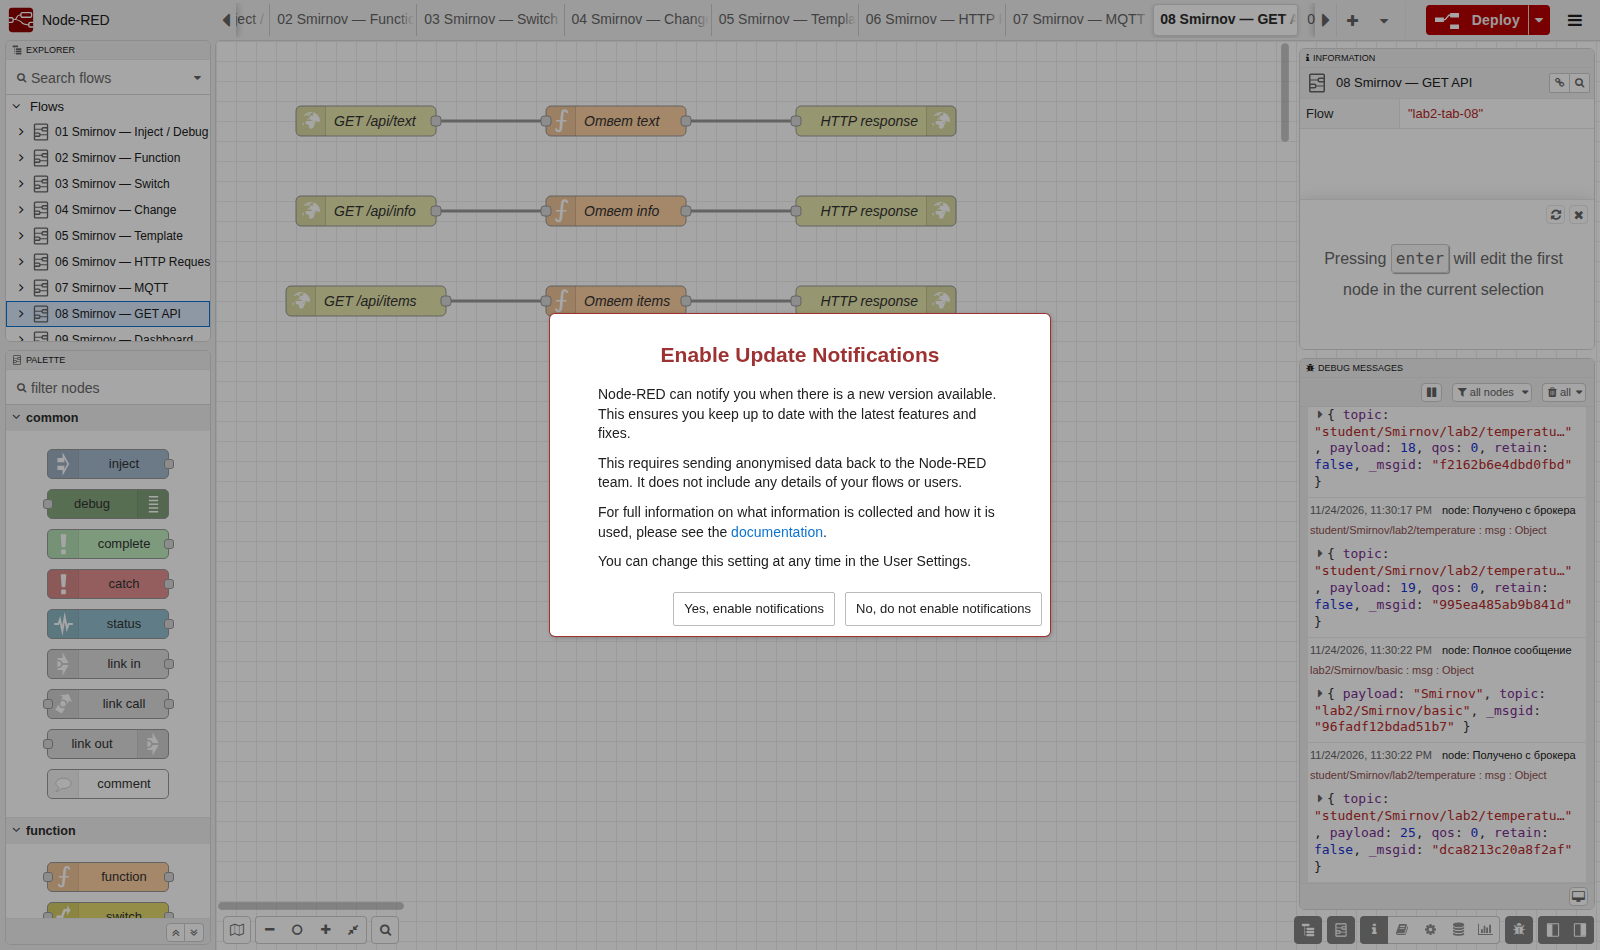 Node-RED
ect /
02 Smirnov — Functi
03 Smirnov — Switch
04 Smirnov — Chang
05 Smirnov — Templa
06 Smirnov — HTTP
07 Smirnov — MQTT
08 Smirnov — GET A
0
Deploy
EXPLORER
Search flows
Flows
01 Smirnov — Inject / Debug
02 Smirnov — Function
03 Smirnov — Switch
04 Smirnov — Change
05 Smirnov — Template
06 Smirnov — HTTP Reques
07 Smirnov — MQTT
08 Smirnov — GET API
09 Smirnov — Dashboard
PALETTE
filter nodes
common
inject
debug
complete
catch
status
link in
link call
link out
comment
function
function
switch
GET /api/text
Ответ text
HTTP response
GET /api/info
Ответ info
HTTP response
GET /api/items
Ответ items
HTTP response
Enable Update Notifications
Node-RED can notify you when there is a new version available.
This ensures you keep up to date with the latest features and
fixes.
This requires sending anonymised data back to the Node-RED
team. It does not include any details of your flows or users.
For full information on what information is collected and how it is
used, please see the documentation.
You can change this setting at any time in the User Settings.
Yes, enable notifications
No, do not enable notifications
INFORMATION
08 Smirnov — GET API
Flow
"lab2-tab-08"
Pressing enter will edit the first
node in the current selection
DEBUG MESSAGES
all nodes
all
{ topic:
"student/Smirnov/lab2/temperatu…"
, payload: 18, qos: 0, retain:
false, _msgid: "f2162b6e4dbd0fbd"
}
11/24/2026, 11:30:17 PM node: Получено с брокера
student/Smirnov/lab2/temperature : msg : Object
{ topic:
"student/Smirnov/lab2/temperatu…"
, payload: 19, qos: 0, retain:
false, _msgid: "995ea485ab9b841d"
}
11/24/2026, 11:30:22 PM node: Полное сообщение
lab2/Smirnov/basic : msg : Object
{ payload: "Smirnov", topic:
"lab2/Smirnov/basic", _msgid:
"96fadf12bdad51b7" }
11/24/2026, 11:30:22 PM node: Получено с брокера
student/Smirnov/lab2/temperature : msg : Object
{ topic:
"student/Smirnov/lab2/temperatu…"
, payload: 25, qos: 0, retain:
false, _msgid: "dca8213c20a8f2af"
}